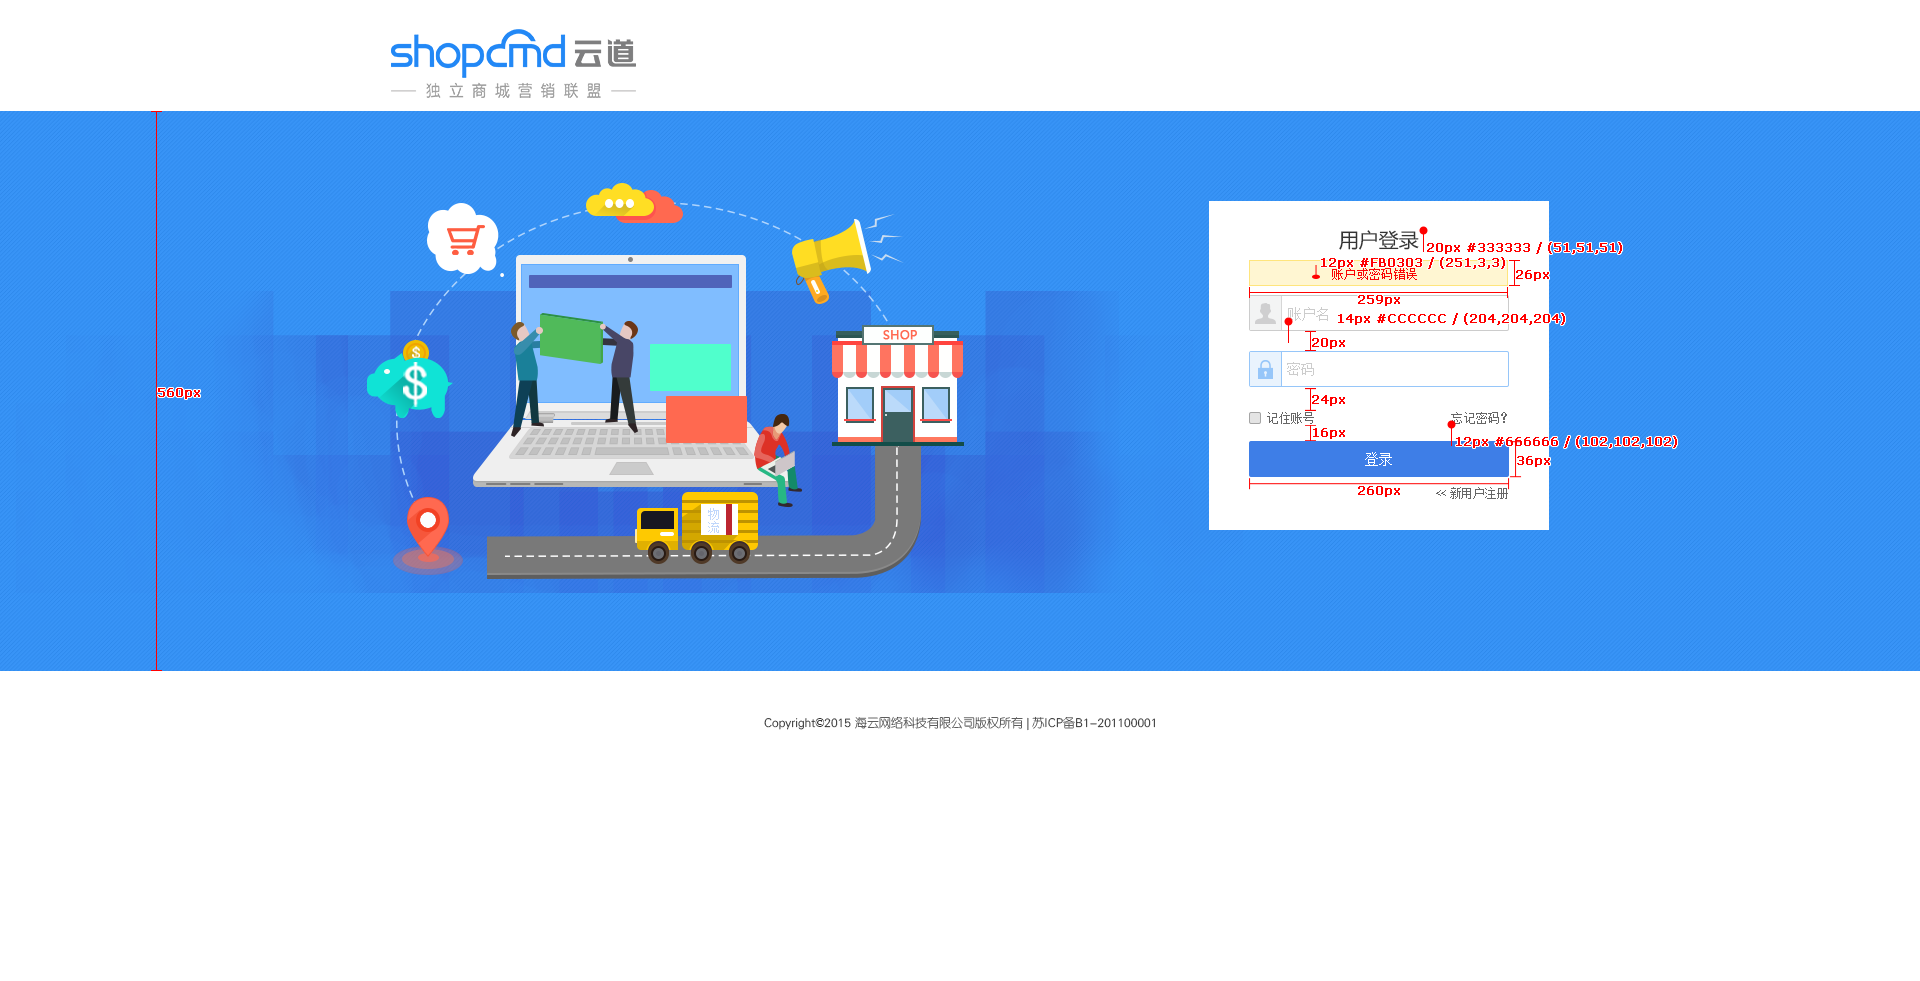 shopcmd 云道
独立商城营销联盟
SHOP
$
$
物流
560px
用户登录
20px #333333 / (51,51,51)
12px #FB0303 / (251,3,3)
账户或密码错误
26px
259px
账户名
14px #CCCCCC / (204,204,204)
20px
密码
24px
记住账号
忘记密码?
16px
12px #666666 / (102,102,102)
登录
36px
260px
<< 新用户注册
Copyright©2015 海云网络科技有限公司版权所有 | 苏ICP备B1-201100001